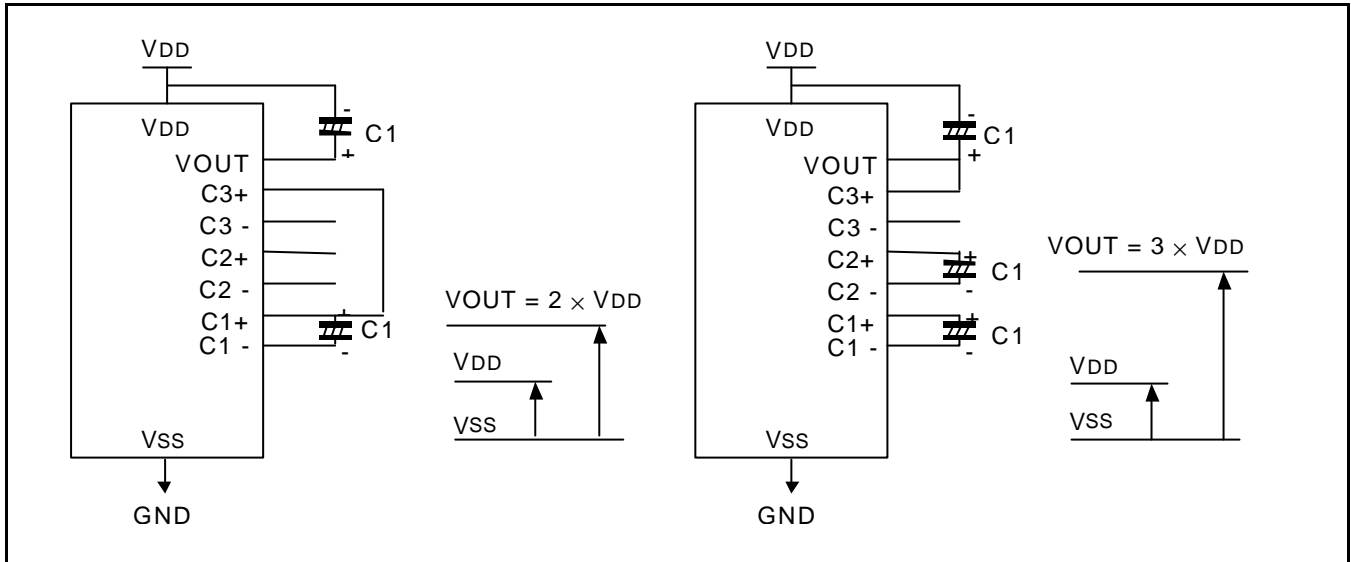 VDD
VDD
VOUT
C3+
C3 -
C2+
C2 -
C1+
C1 -
VSS
GND
-
C1
+
+
C1
-
VOUT = 2 × VDD
VDD
VSS
VDD
VDD
VOUT
C3+
C3 -
C2+
C2 -
C1+
C1 -
VSS
GND
-
C1
+
+
C1
-
+
C1
-
VOUT = 3 × VDD
VDD
VSS